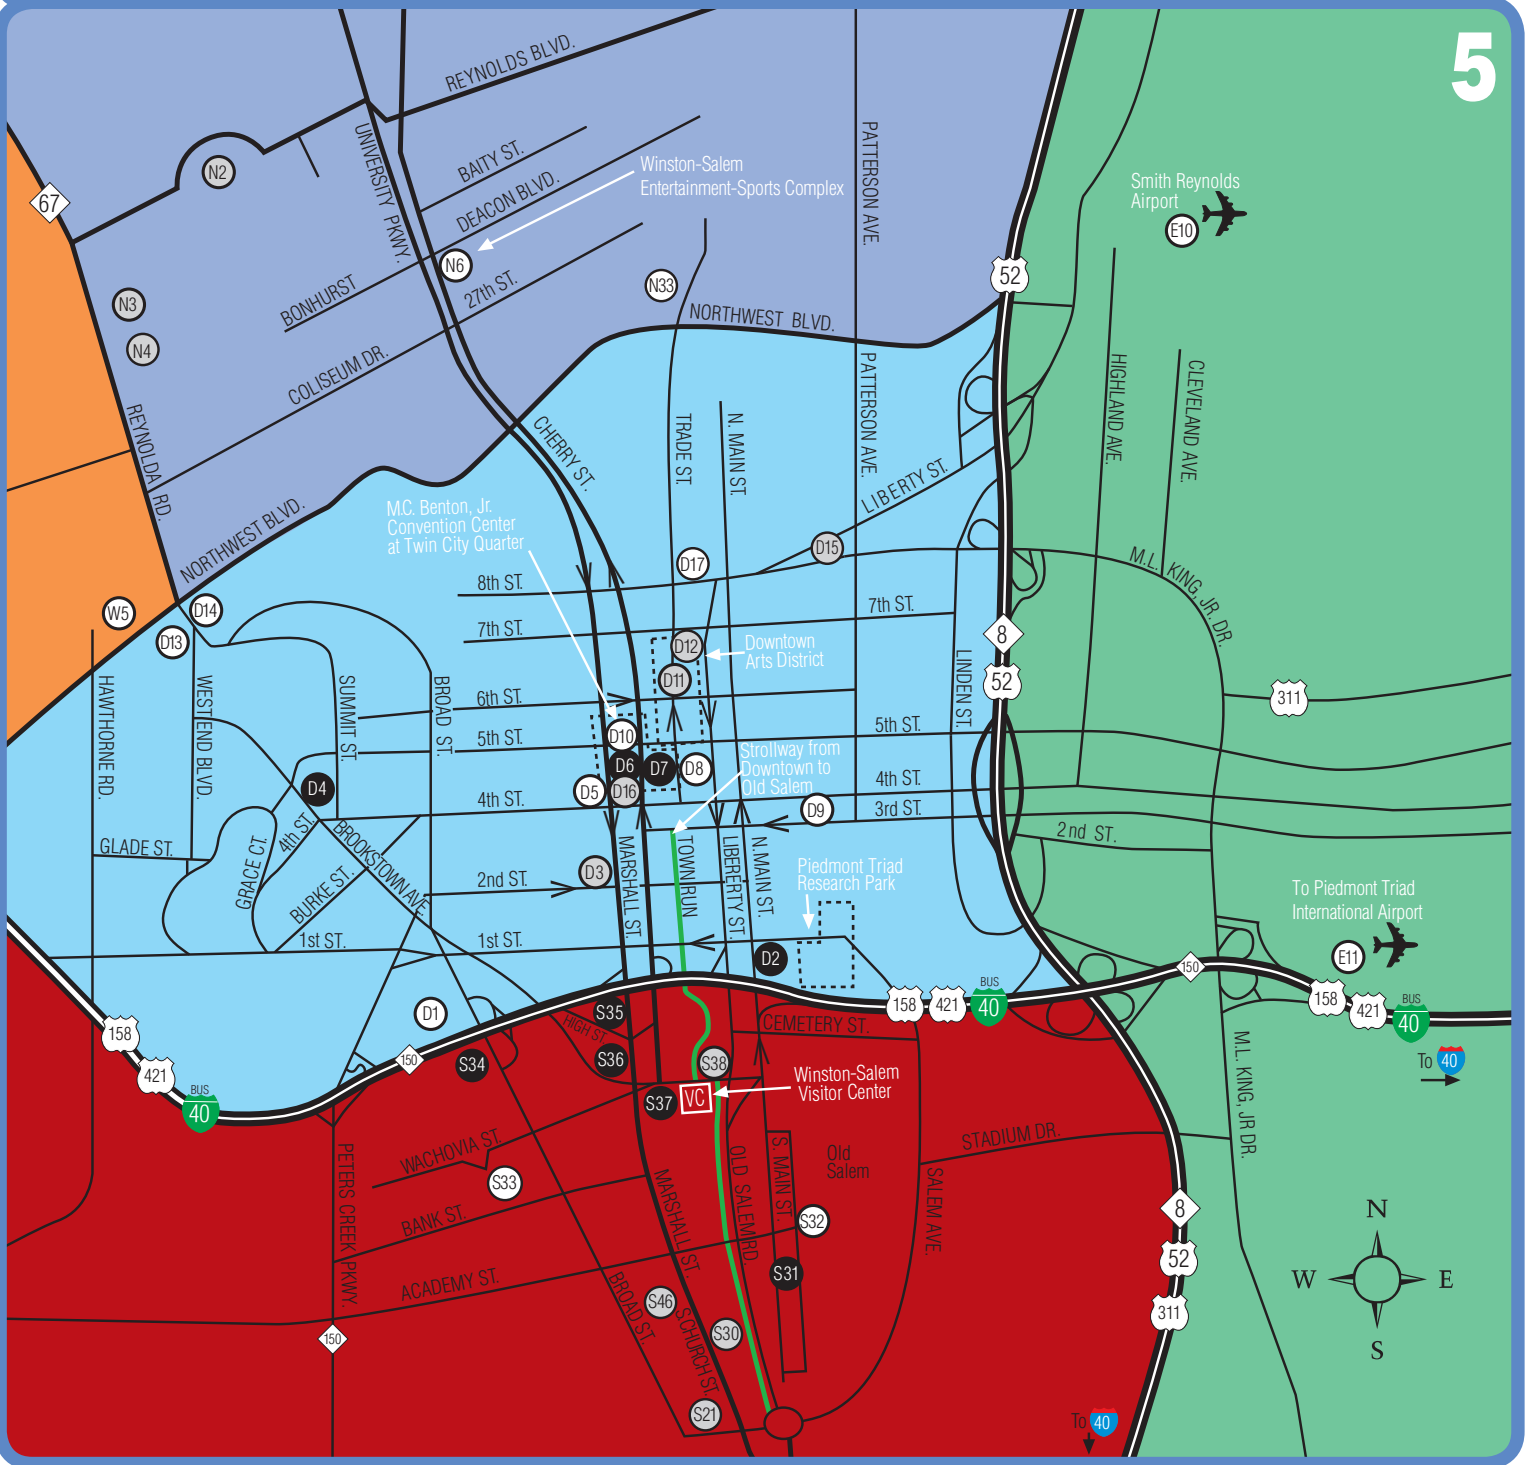 5
REYNOLDS BLVD.
UNIVERSITY PKWY.
BAITY ST.
DEACON BLVD.
Winston-Salem
Entertainment-Sports Complex
PATTERSON AVE.
Smith Reynolds
Airport
E10
N2
67
N6
52
N3
BONHURST
27th ST.
N33
NORTHWEST BLVD.
N4
COLISEUM DR.
REYNOLDA RD.
PATTERSON AVE.
HIGHLAND AVE.
CLEVELAND AVE.
CHERRY ST.
TRADE ST.
N. MAIN ST.
LIBERTY ST.
NORTHWEST BLVD.
M.C. Benton, Jr.
Convention Center
at Twin City Quarter
D15
D17
M.L. KING, JR. DR.
8th ST.
W5
D14
D13
7th ST.
7th ST.
8
D12
Downtown
Arts District
D11
52
311
HAWTHORNE RD.
WEST END BLVD.
SUMMIT ST.
BROAD ST.
LINDEN ST.
6th ST.
5th ST.
5th ST.
D10
Strollway from
Downtown to
Old Salem
D6
D7
D8
D4
D5
D16
4th ST.
4th ST.
D9
3rd ST.
2nd ST.
GLADE ST.
GRACE CT.
4th ST.
BROOKSTOWN AVE.
BURKE ST.
MARSHALL ST.
TOWN RUN
LIBERERTY ST.
N.MAIN ST.
Piedmont Triad
Research Park
D3
2nd ST.
1st ST.
1st ST.
D2
To Piedmont Triad
International Airport
E11
150
158
421
BUS
40
158
421
BUS
40
D1
S35
HIGH ST.
CEMETERY ST.
158
421
BUS
40
150
S34
S36
S38
To 40
S37
VC
Winston-Salem
Visitor Center
M.L. KING, JR DR.
PETERS CREEK PKWY.
WACHOVIA ST.
S33
OLD SALEM RD.
S. MAIN ST.
Old
Salem
STADIUM DR.
SALEM AVE.
MARSHALL ST.
BANK ST.
S32
8
52
311
ACADEMY ST.
S31
BROAD ST.
S46
S CHURCH ST.
S30
150
S21
To 40
N
W
E
S